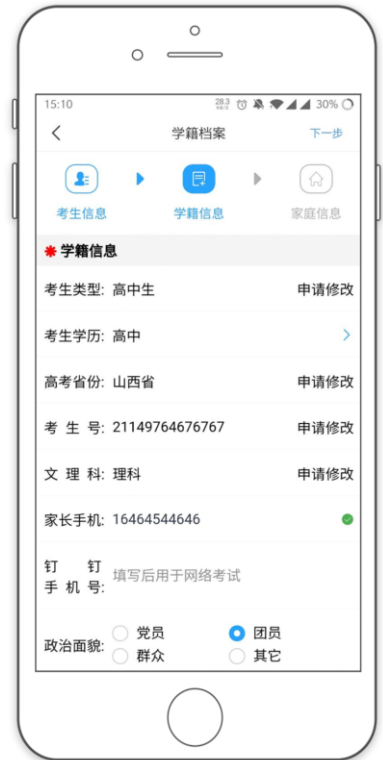 15:10 28.3 KB/S 30%
学籍档案 下一步
考生信息 学籍信息 家庭信息
学籍信息
考生类型: 高中生 申请修改
考生学历: 高中
高考省份: 山西省 申请修改
考 生 号: 21149764676767 申请修改
文 理 科: 理科 申请修改
家长手机: 16464544646
钉 钉
手 机 号: 填写后用于网络考试
政治面貌: 党员 团员
群众 其它